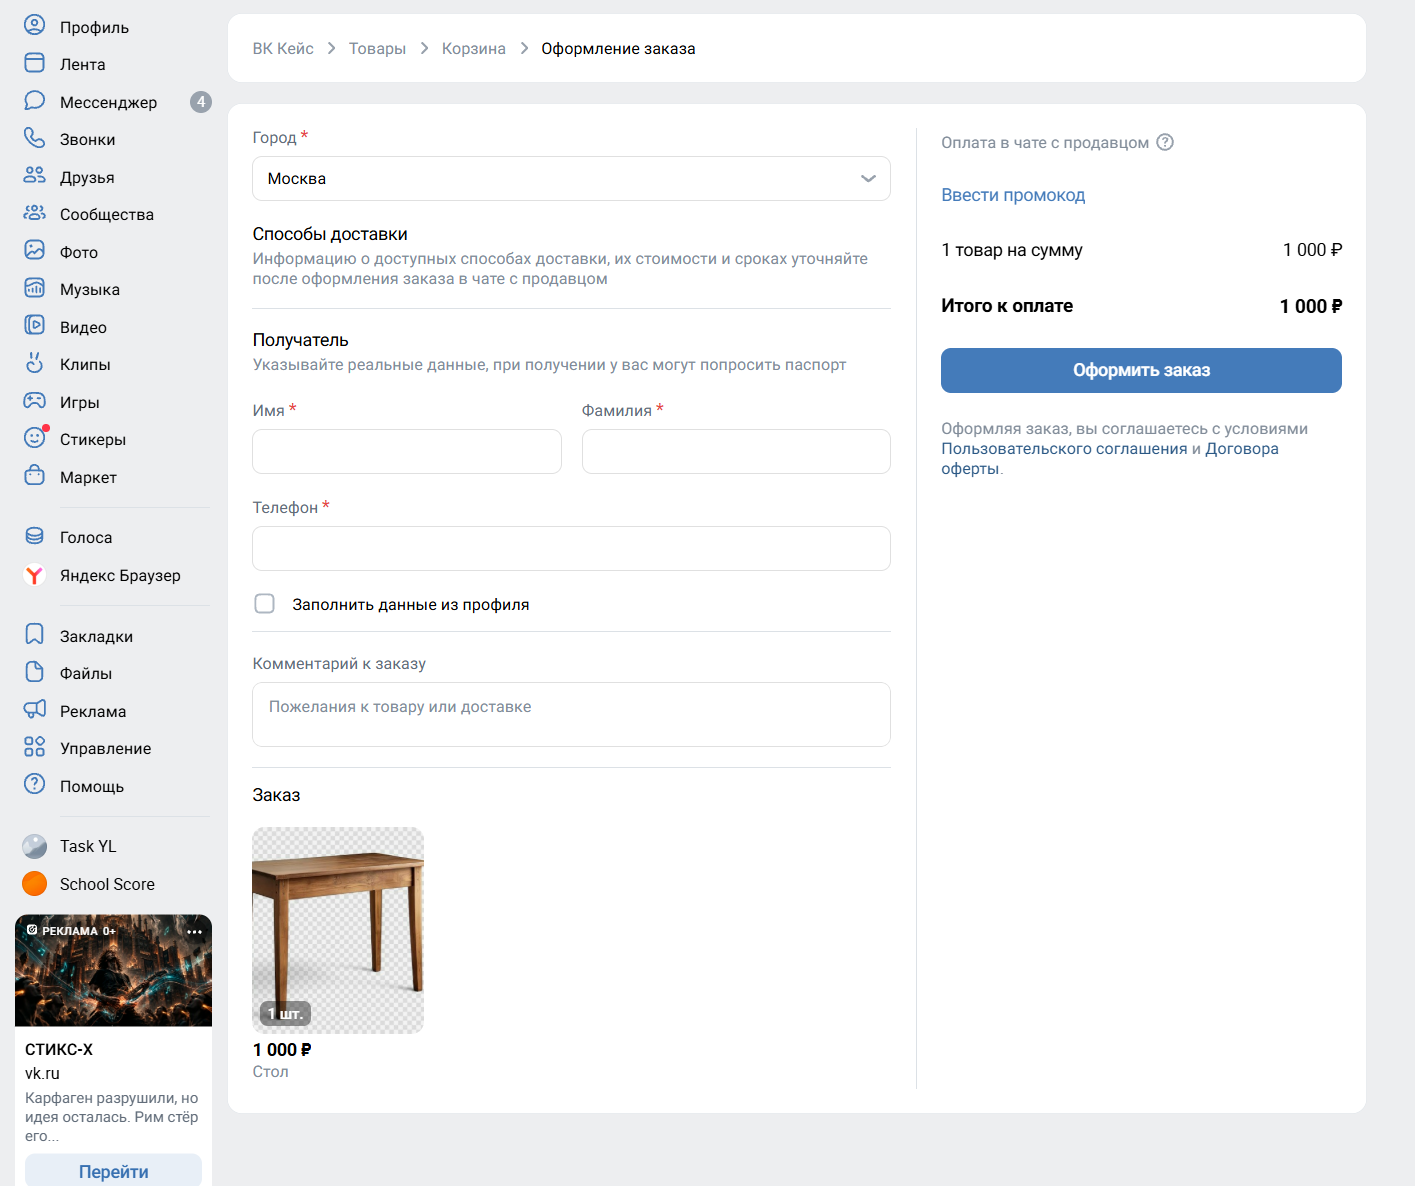 Профиль
Лента
Мессенджер 4
Звонки
Друзья
Сообщества
Фото
Музыка
Видео
Клипы
Игры
Стикеры
Маркет
Голоса
Яндекс Браузер
Закладки
Файлы
Реклама
Управление
Помощь
Task YL
School Score
РЕКЛАМА 0+
СТИКС-Х
vk.ru
Карфаген разрушили, но
идея осталась. Рим стёр
его...
Перейти
ВК Кейс > Товары > Корзина > Оформление заказа
Город *
Москва
Способы доставки
Информацию о доступных способах доставки, их стоимости и сроках уточняйте
после оформления заказа в чате с продавцом
Получатель
Указывайте реальные данные, при получении у вас могут попросить паспорт
Имя * Фамилия *
Телефон *
Заполнить данные из профиля
Комментарий к заказу
Пожелания к товару или доставке
Заказ
1 шт.
1 000 ₽
Стол
Оплата в чате с продавцом ?
Ввести промокод
1 товар на сумму 1 000 ₽
Итого к оплате 1 000 ₽
Оформить заказ
Оформляя заказ, вы соглашаетесь с условиями
Пользовательского соглашения и Договора
оферты.